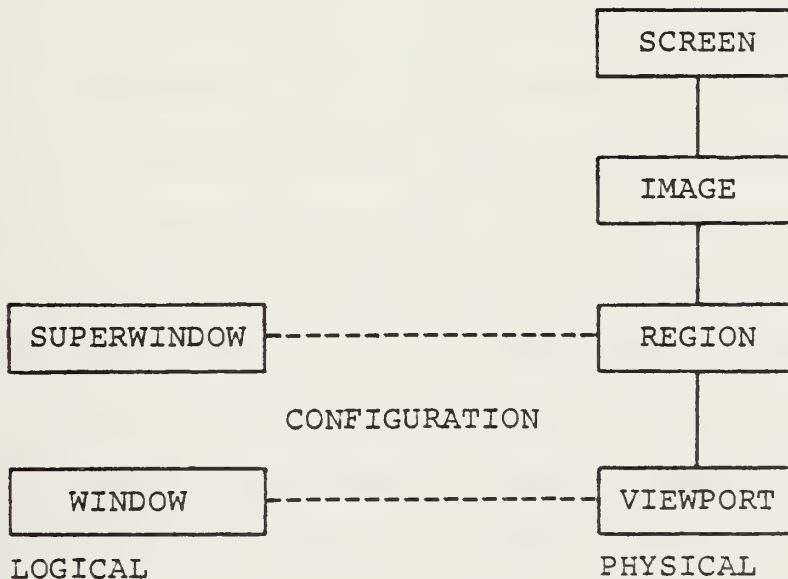 SCREEN
IMAGE
SUPERWINDOW REGION
CONFIGURATION
WINDOW VIEWPORT
LOGICAL PHYSICAL